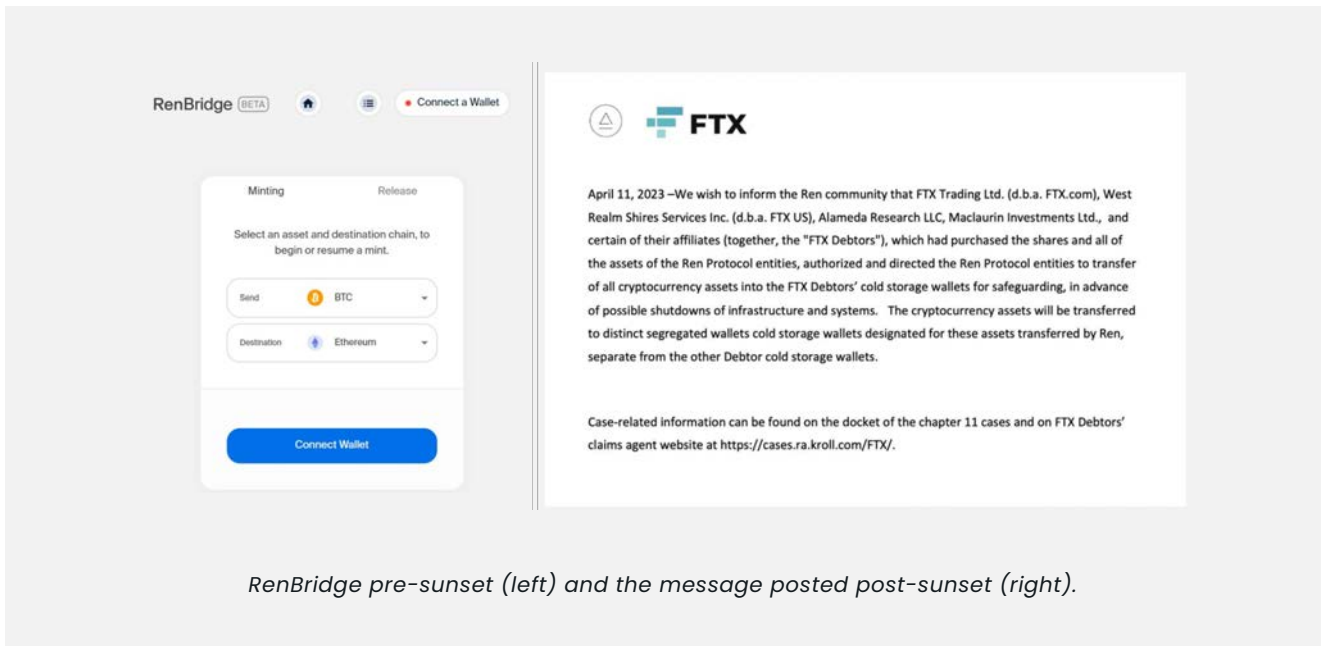 RenBridge BETA
Connect a Wallet
Minting
Release
Select an asset and destination chain, to
begin or resume a mint.
Send
BTC
Destination
Ethereum
Connect Wallet
FTX
April 11, 2023 –We wish to inform the Ren community that FTX Trading Ltd. (d.b.a. FTX.com), West
Realm Shires Services Inc. (d.b.a. FTX US), Alameda Research LLC, Maclaurin Investments Ltd., and
certain of their affiliates (together, the "FTX Debtors"), which had purchased the shares and all of
the assets of the Ren Protocol entities, authorized and directed the Ren Protocol entities to transfer
of all cryptocurrency assets into the FTX Debtors' cold storage wallets for safeguarding, in advance
of possible shutdowns of infrastructure and systems. The cryptocurrency assets will be transferred
to distinct segregated wallets cold storage wallets designated for these assets transferred by Ren,
separate from the other Debtor cold storage wallets.
Case-related information can be found on the docket of the chapter 11 cases and on FTX Debtors'
claims agent website at https://cases.ra.kroll.com/FTX/.
RenBridge pre-sunset (left) and the message posted post-sunset (right).